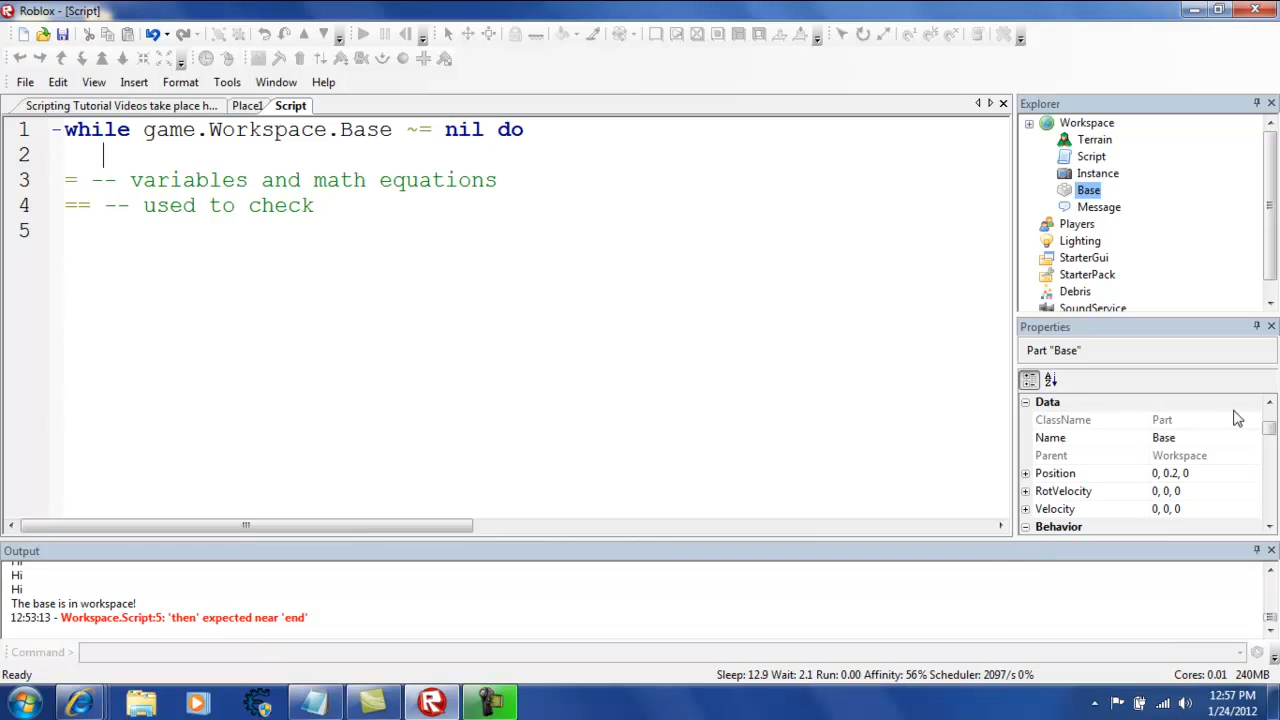 Roblox - [Script]
File Edit View Insert Format Tools Window Help
Scripting Tutorial Videos take place h... Place1 Script
1 while game.Workspace.Base ~= nil do
2
3 = -- variables and math equations
4 == -- used to check
5
Explorer
Workspace
Terrain
Script
Instance
Base
Message
Players
Lighting
StarterGui
StarterPack
Debris
SoundService
Properties
Part "Base"
Data
ClassName Part
Name Base
Parent Workspace
Position 0, 0.2, 0
RotVelocity 0, 0, 0
Velocity 0, 0, 0
Behavior
Output
Hi
Hi
Hi
The base is in workspace!
12:53:13 - Workspace.Script:5: 'then' expected near 'end'
Command >
Ready Sleep: 12.9 Wait: 2.1 Run: 0.00 Affinity: 56% Scheduler: 2097/s 0% Cores: 0.01 240MB
12:57 PM
1/24/2012